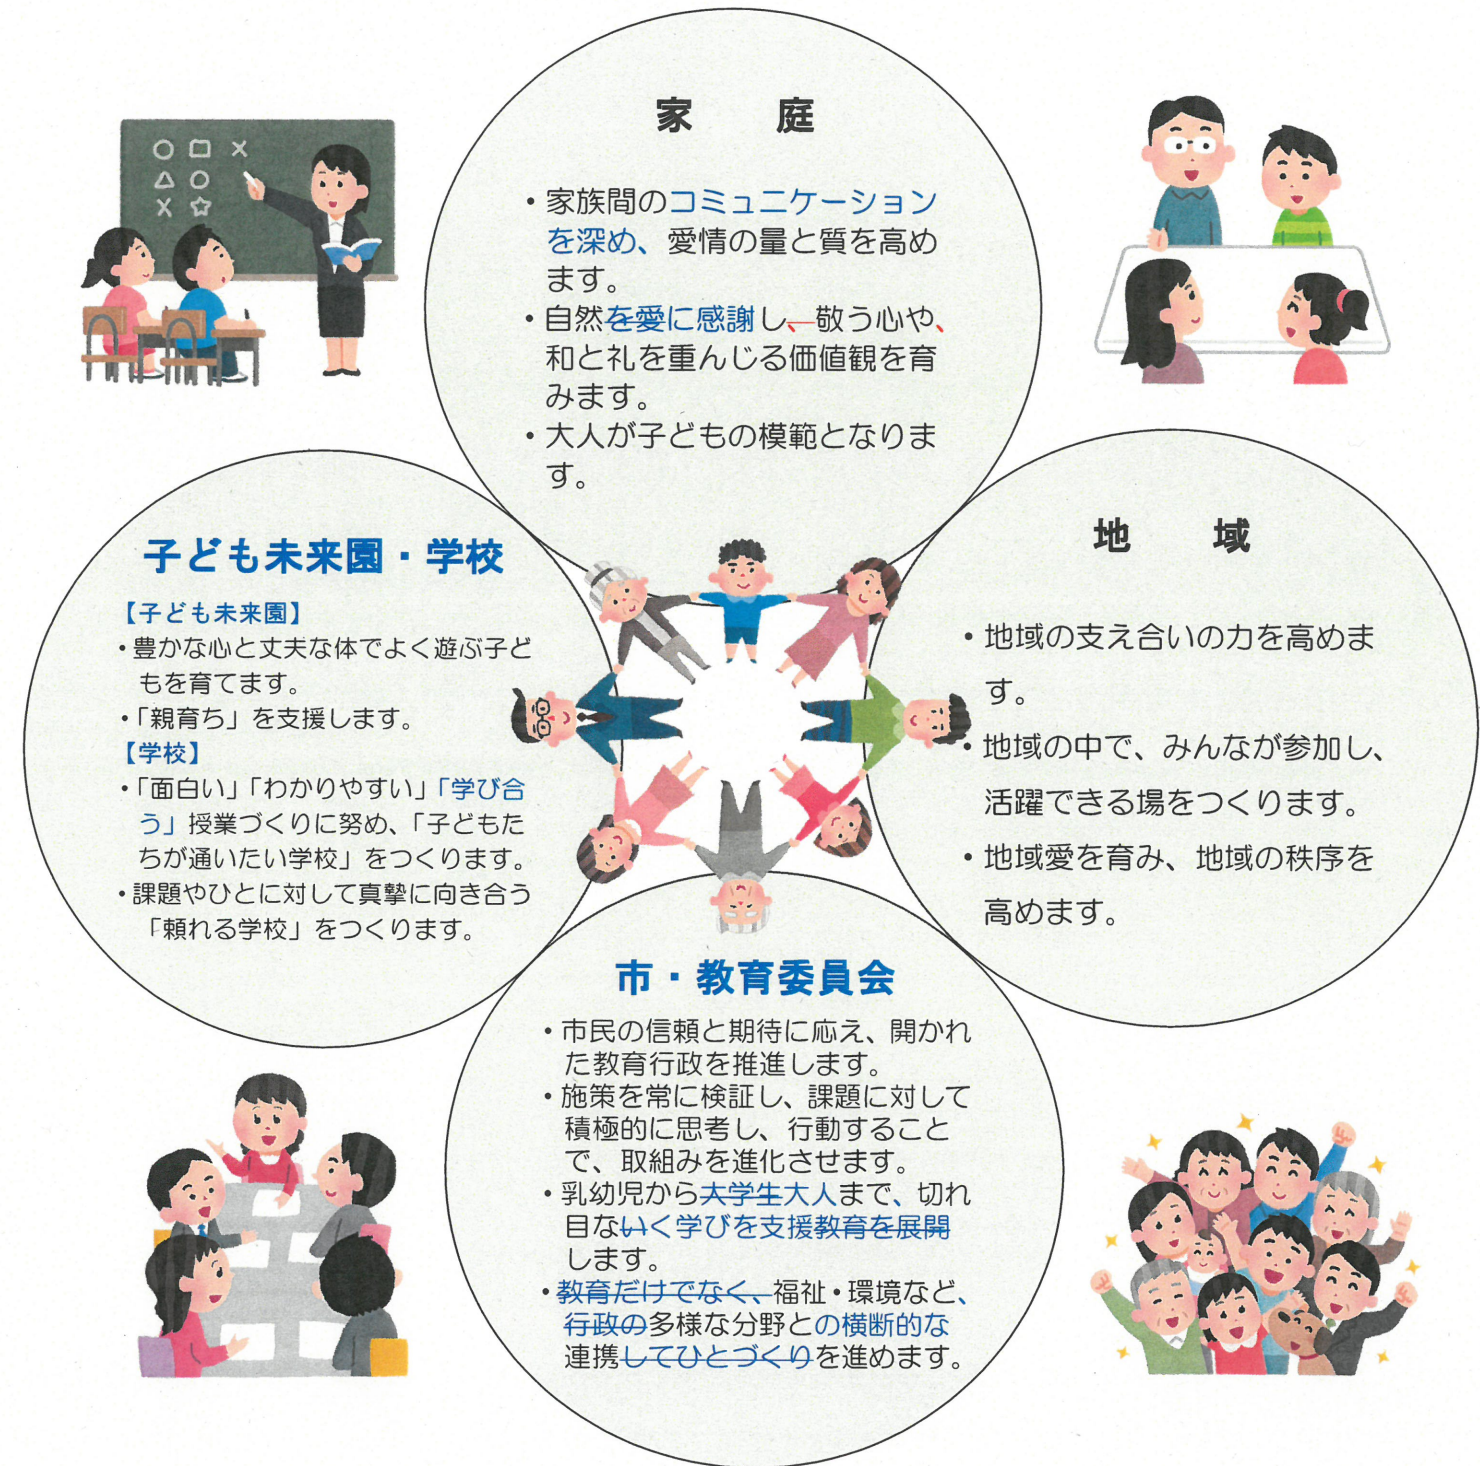 家　　庭
・家族間のコミュニケーション
を深め、愛情の量と質を高め
ます。
・自然を愛に感謝し、敬う心や、
和と礼を重んじる価値観を育
みます。
・大人が子どもの模範となりま
す。
子ども未来園・学校
【子ども未来園】
・豊かな心と丈夫な体でよく遊ぶ子ど
もを育てます。
・「親育ち」を支援します。
【学校】
・「面白い」「わかりやすい」「学び合
う」授業づくりに努め、「子どもた
ちが通いたい学校」をつくります。
・課題やひとに対して真摯に向き合う
「頼れる学校」をつくります。
地　　域
・地域の支え合いの力を高めま
す。
・地域の中で、みんなが参加し、
活躍できる場をつくります。
・地域愛を育み、地域の秩序を
高めます。
市・教育委員会
・市民の信頼と期待に応え、開かれ
た教育行政を推進します。
・施策を常に検証し、課題に対して
積極的に思考し、行動すること
で、取組みを進化させます。
・乳幼児から大学生大人まで、切れ
目ないく学びを支援教育を展開
します。
・教育だけでなく、福祉・環境など、
行政の多様な分野との横断的な
連携してひとづくりを進めます。